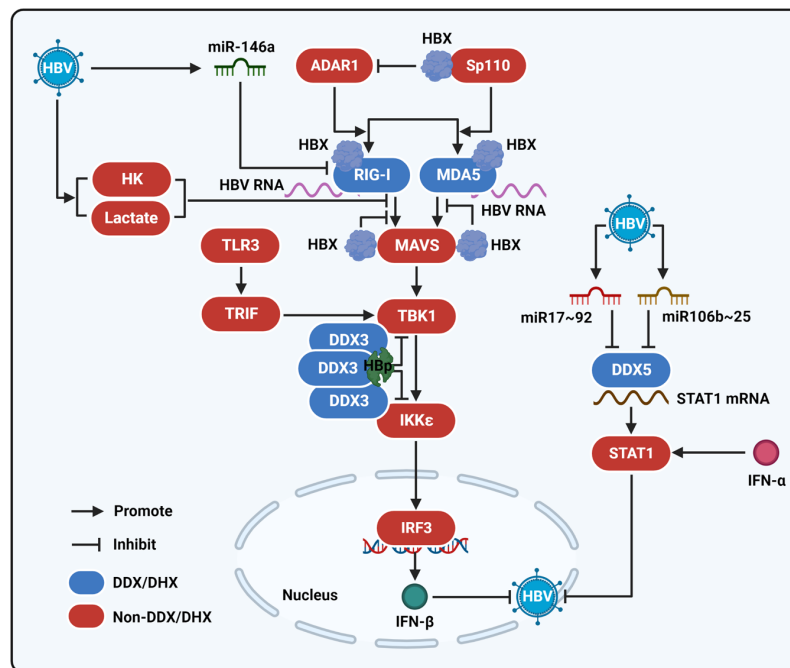 HBV
miR-146a
ADAR1
HBX
Sp110
HBX
RIG-I
HBX
MDA5
HBV RNA
HBV RNA
HK
Lactate
HBX
MAVS
HBX
TLR3
TRIF
TBK1
DDX3
DDX3
HBp
DDX3
IKKε
HBV
miR17~92
miR106b~25
DDX5
STAT1 mRNA
STAT1
IFN-α
IRF3
Nucleus
IFN-β
HBV
Promote
Inhibit
DDX/DHX
Non-DDX/DHX